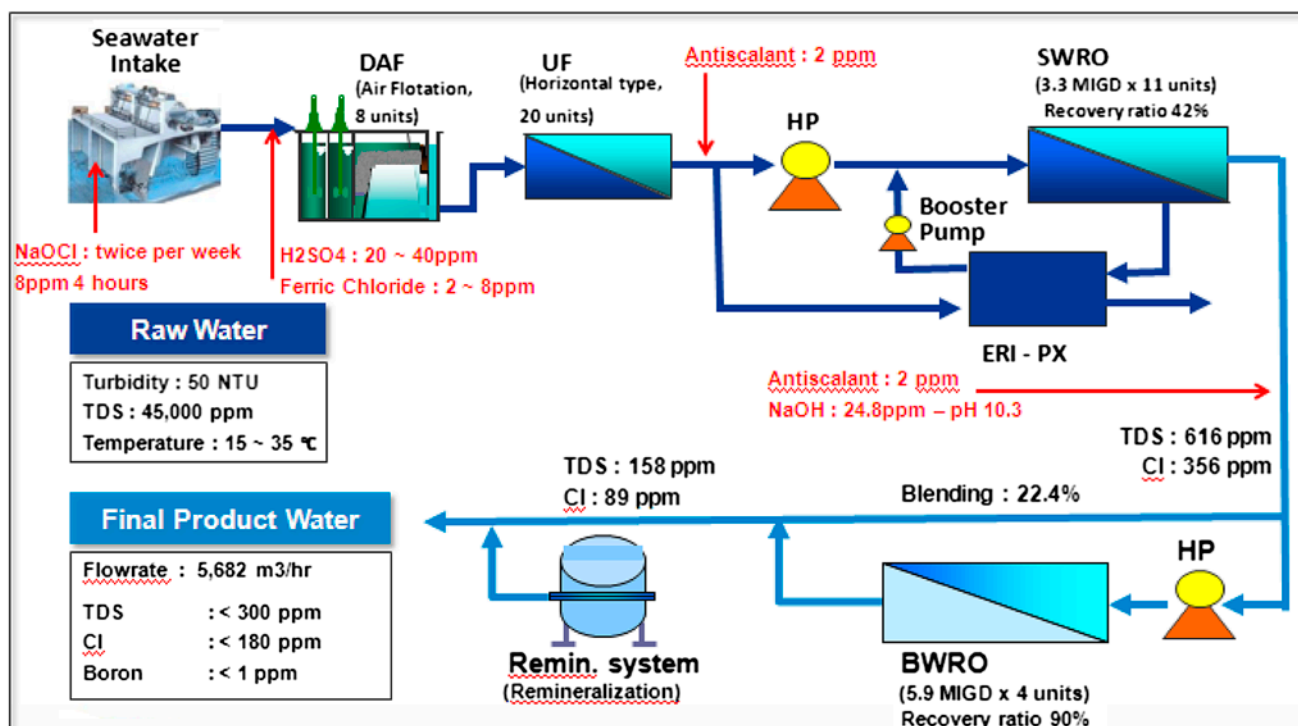 Seawater
Intake
DAF
(Air Flotation,
8 units)
UF
(Horizontal type,
20 units)
Antiscalant : 2 ppm
HP
SWRO
(3.3 MIGD x 11 units)
Recovery ratio 42%
Booster
Pump
ERI - PX
NaOCl : twice per week
8ppm 4 hours
H2SO4 : 20 ~ 40ppm
Ferric Chloride : 2 ~ 8ppm
Raw Water
Turbidity : 50 NTU
TDS : 45,000 ppm
Temperature : 15 ~ 35 ℃
Antiscalant : 2 ppm
NaOH : 24.8ppm – pH 10.3
TDS : 616 ppm
Cl : 356 ppm
TDS : 158 ppm
Cl : 89 ppm
Blending : 22.4%
Final Product Water
Flowrate : 5,682 m3/hr
TDS : < 300 ppm
Cl : < 180 ppm
Boron : < 1 ppm
Remin. system
(Remineralization)
HP
BWRO
(5.9 MIGD x 4 units)
Recovery ratio 90%